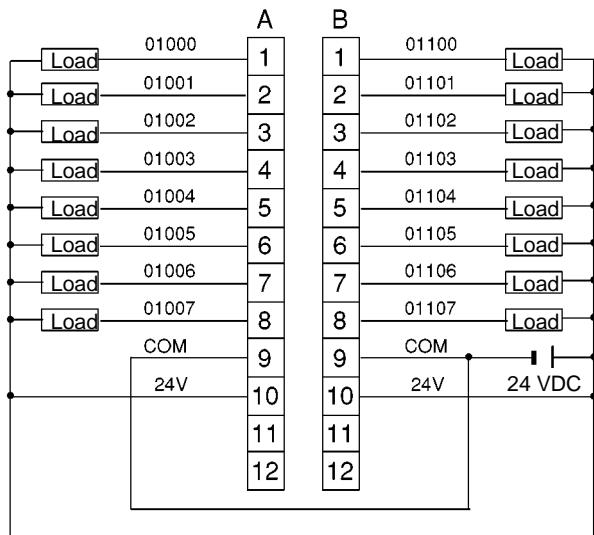 A B
Load 01000 1 1 01100 Load
Load 01001 2 2 01101 Load
Load 01002 3 3 01102 Load
Load 01003 4 4 01103 Load
Load 01004 5 5 01104 Load
Load 01005 6 6 01105 Load
Load 01006 7 7 01106 Load
Load 01007 8 8 01107 Load
COM 9 9 COM
24V 10 10 24V 24 VDC
11 11
12 12